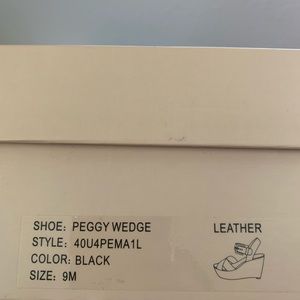 SHOE: PEGGY WEDGE LEATHER
STYLE: 40U4PEMA1L
COLOR: BLACK
SIZE: 9M